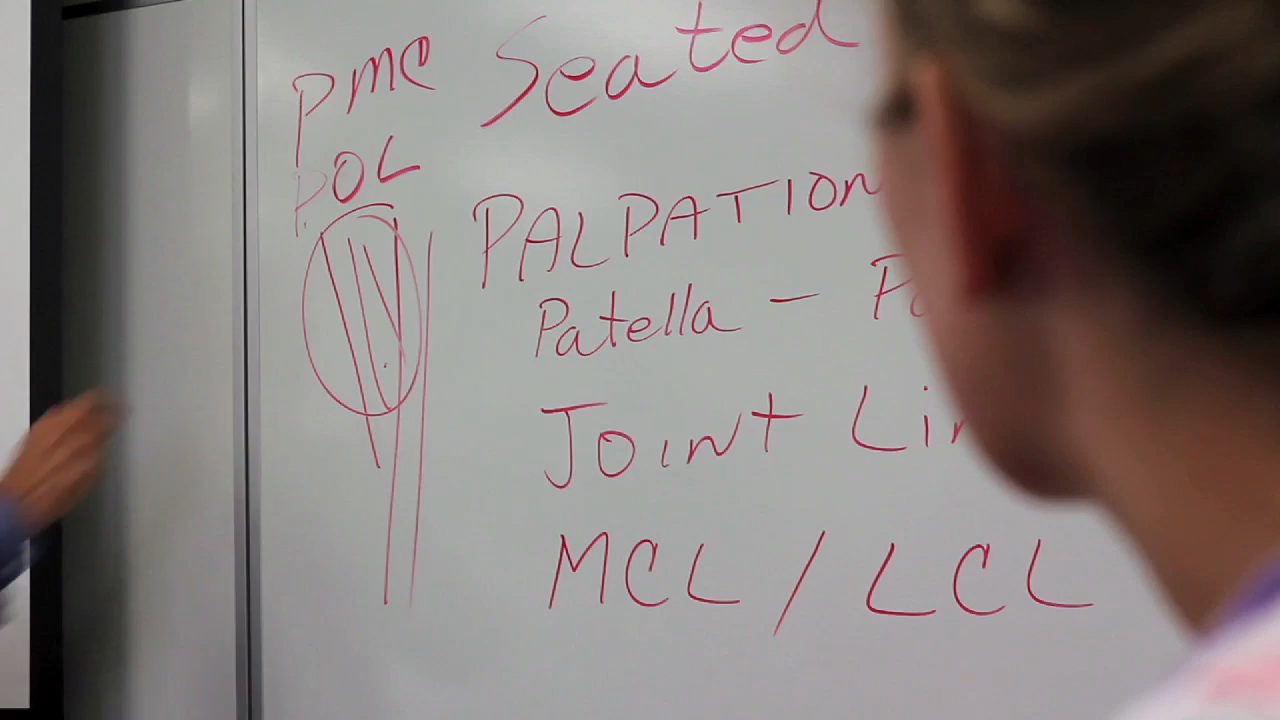 PMC
POL
Seated
PALPATION
Patella –
Joint
MCL / LCL